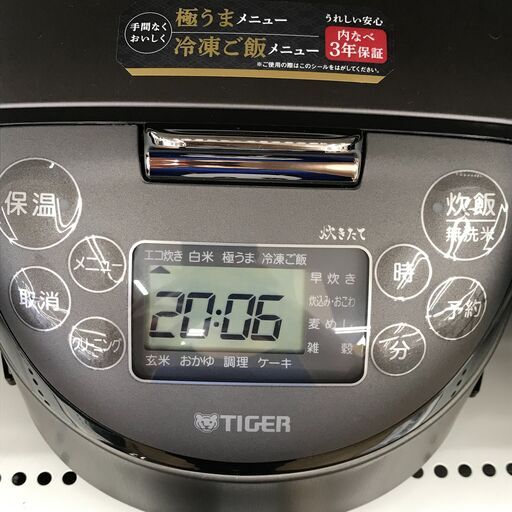 手間なく
おいしく
極うまメニュー
冷凍ご飯メニュー
うれしい安心
内なべ
3年保証
※ご使用の際はこのシールをはがしてください。
保温
メニュー
取消
クリーニング
炊きたて
エコ炊き 白米 極うま 冷凍ご飯
早炊き
炊込み・おこわ
麦めし
雑穀
20:06
玄米 おかゆ 調理 ケーキ
炊飯
無洗米
時
予約
分
TIGER